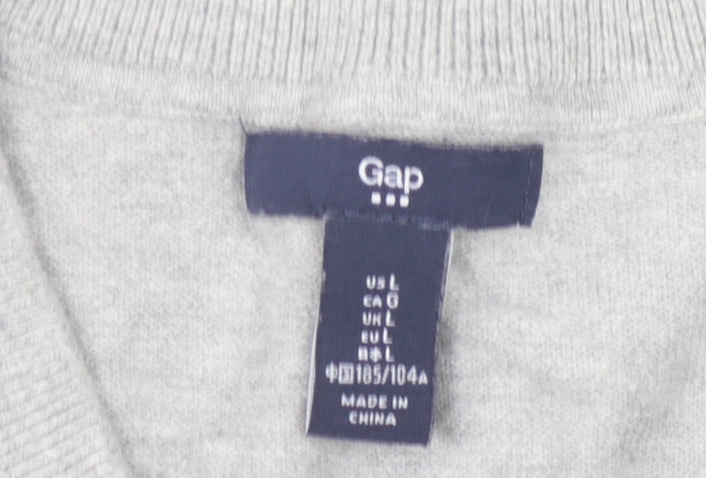 Gap
US L
CA G
UK L
EU L
日本 L
中国185/104A
MADE IN
CHINA